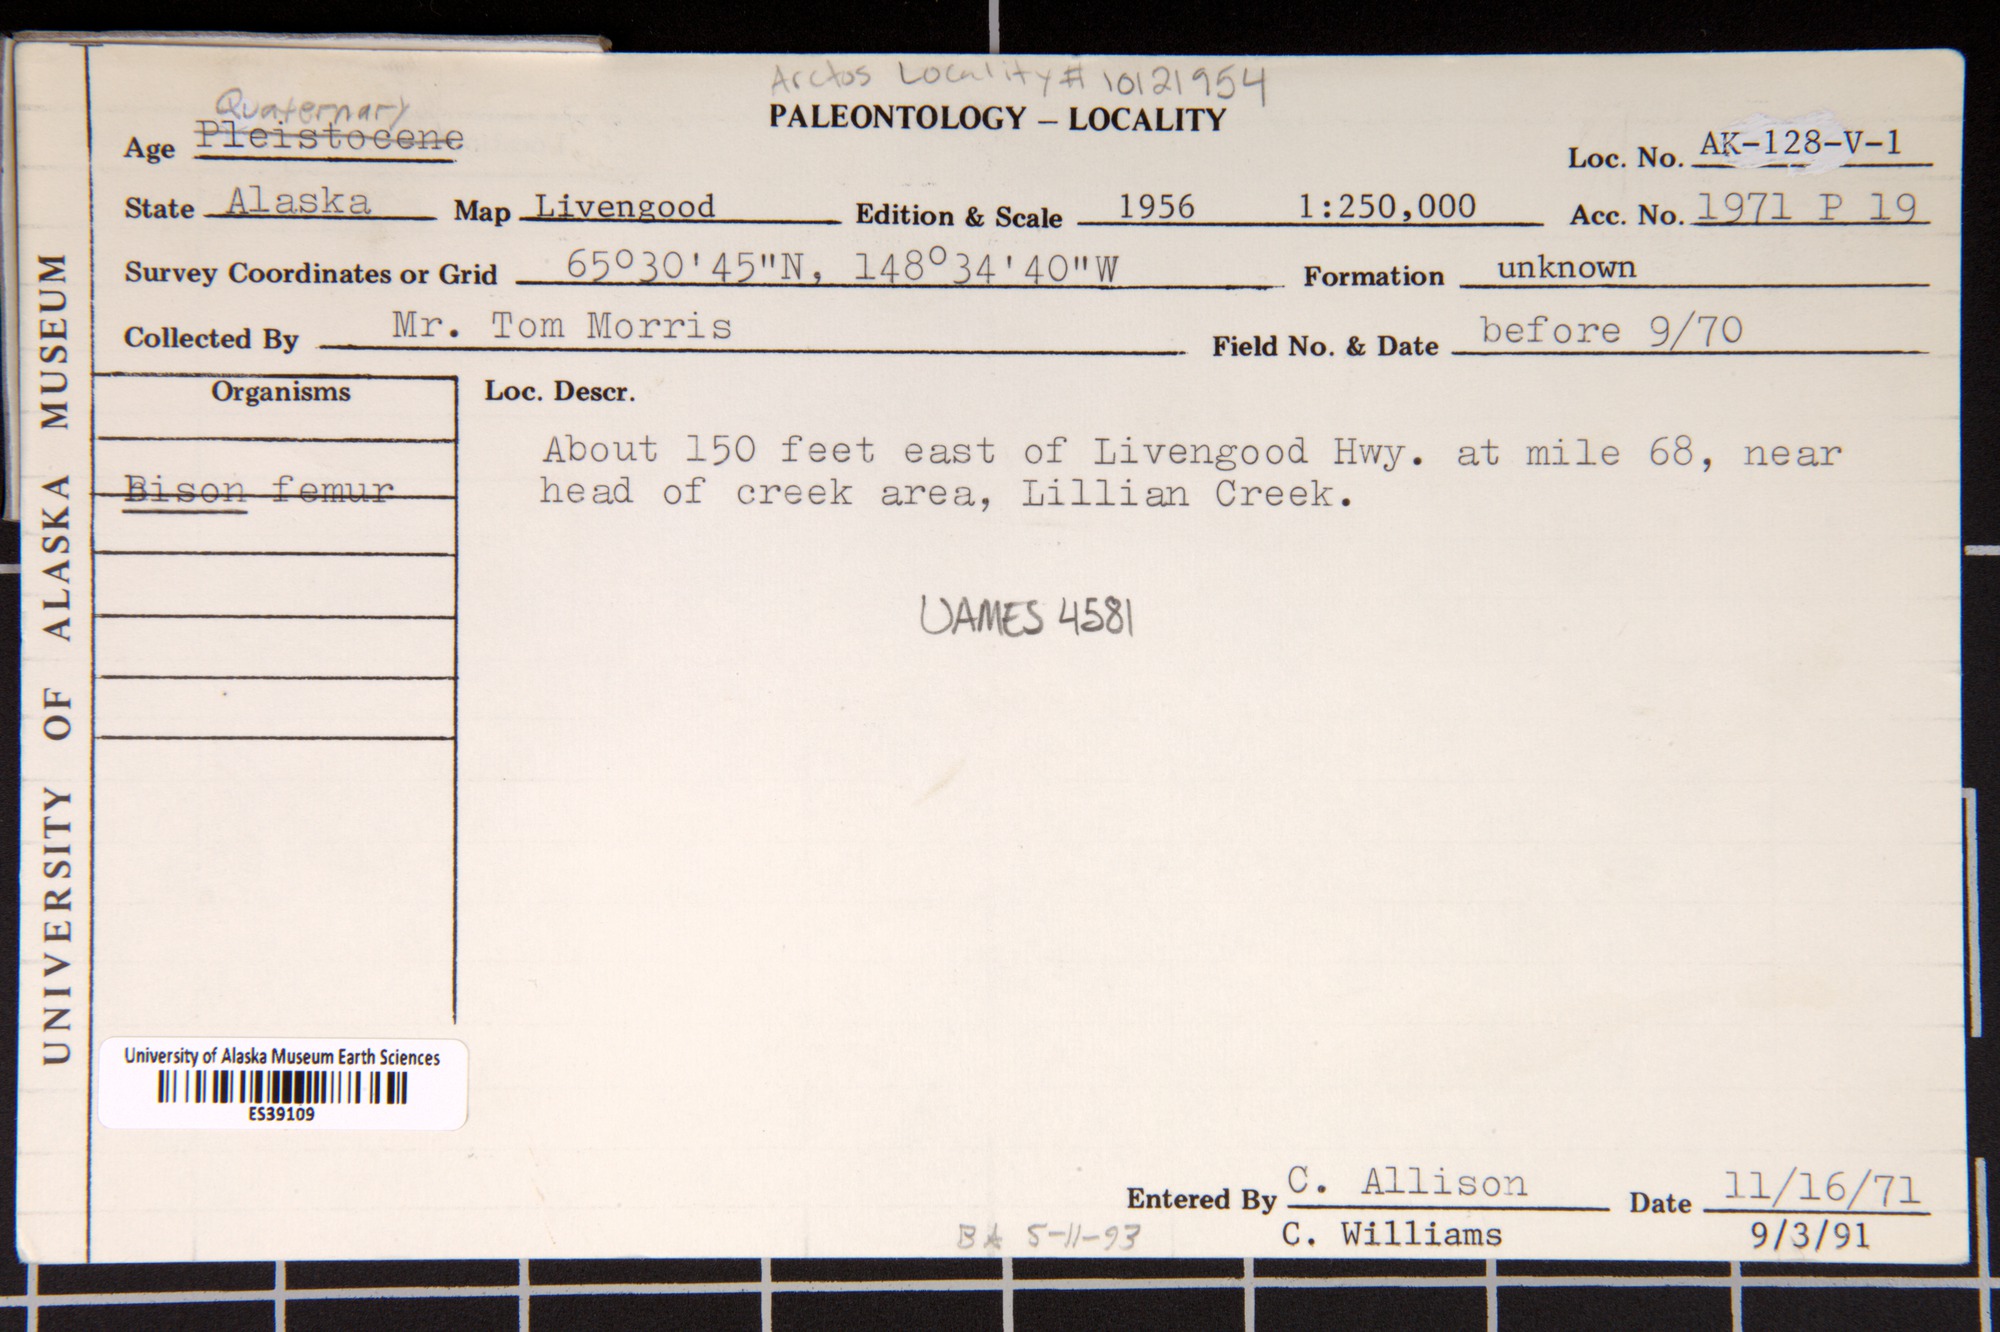 Arctos Locality# 10121954
PALEONTOLOGY – LOCALITY
Quaternary
Age Pleistocene
Loc. No. AK-128-V-1
State Alaska Map Livengood Edition & Scale 1956 1:250,000 Acc. No. 1971 P 19
Survey Coordinates or Grid 65°30'45"N, 148°34'40"W Formation unknown
Collected By Mr. Tom Morris Field No. & Date before 9/70
Organisms
Bison femur
Loc. Descr.
About 150 feet east of Livengood Hwy. at mile 68, near
head of creek area, Lillian Creek.
UAMES 4581
UNIVERSITY OF ALASKA MUSEUM
University of Alaska Museum Earth Sciences
ES39109
Entered By C. Allison Date 11/16/71
C. Williams 9/3/91
5-11-93